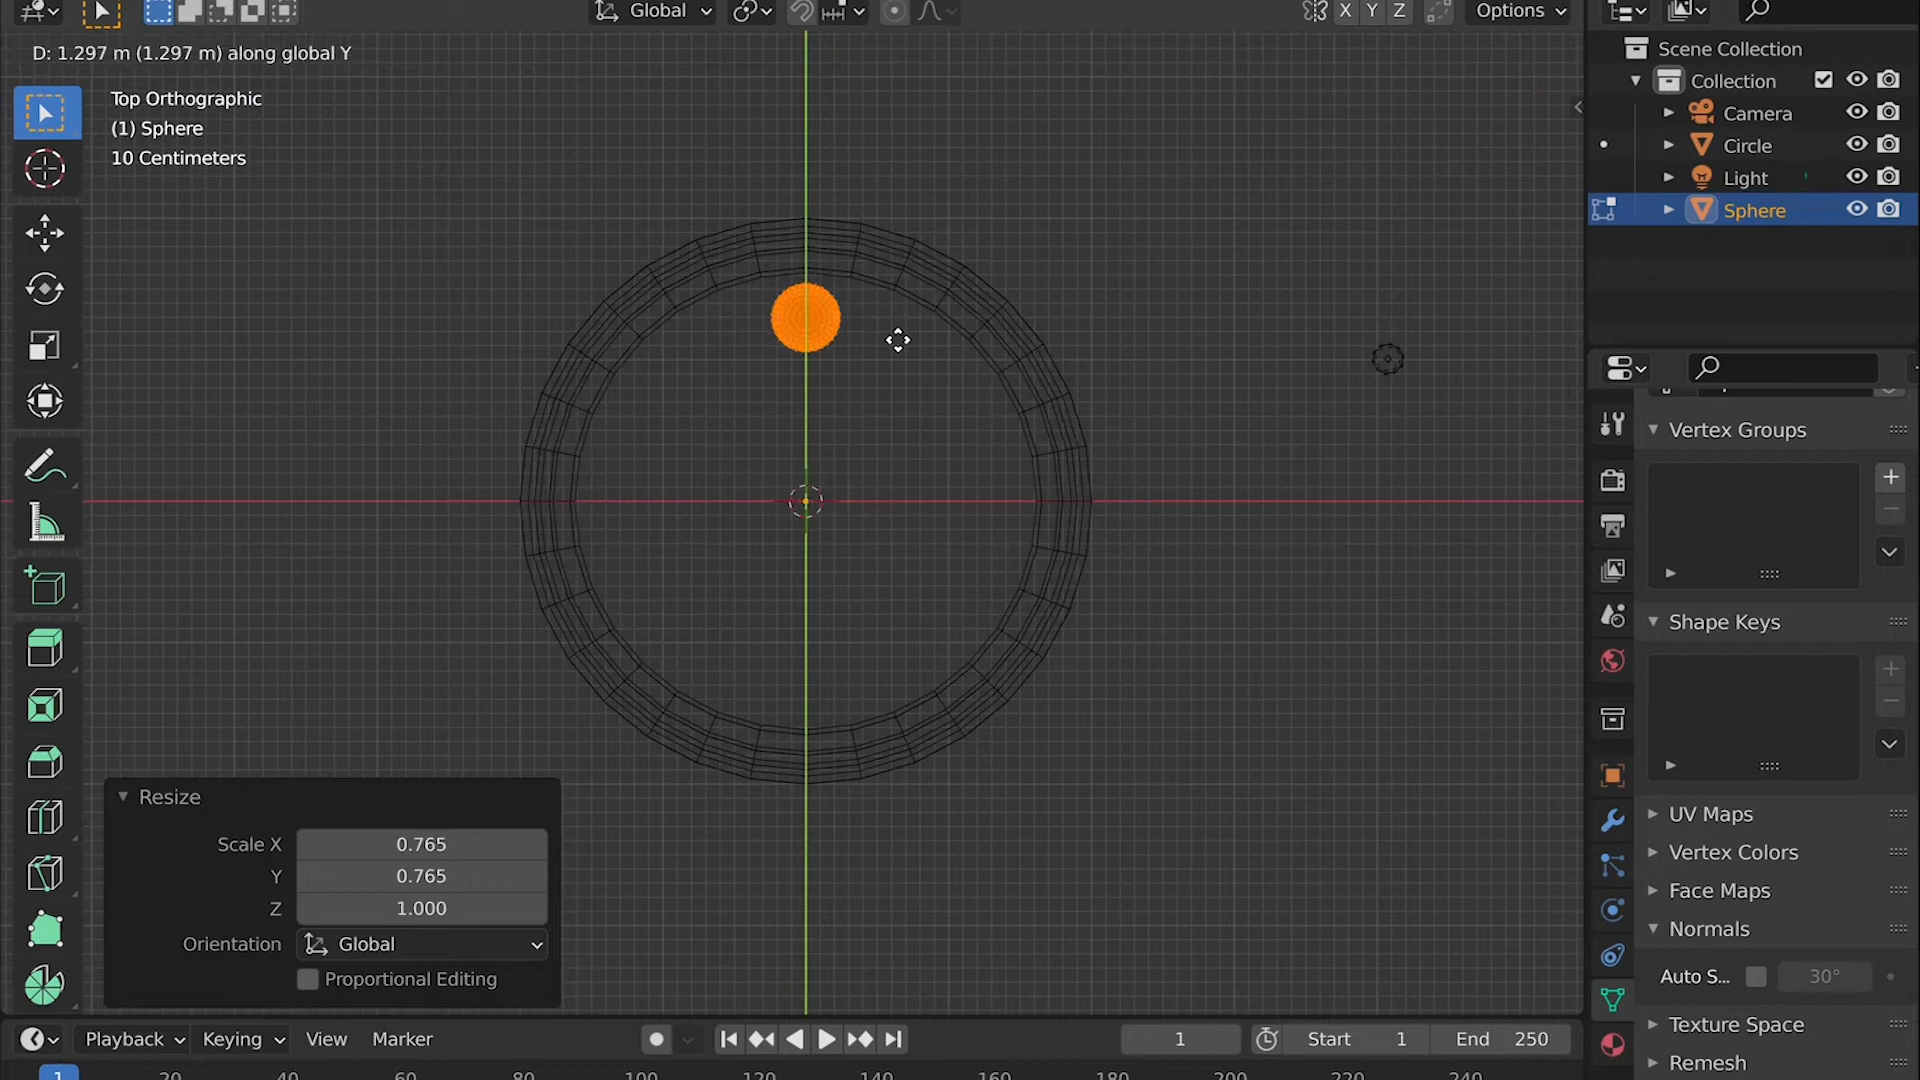 Global
X Y Z
Options
D: 1.297 m (1.297 m) along global Y
Top Orthographic
(1) Sphere
10 Centimeters
Scene Collection
Collection
Camera
Circle
Light
Sphere
Vertex Groups
Shape Keys
UV Maps
Vertex Colors
Face Maps
Normals
Auto S... 30°
Texture Space
Remesh
Resize
Scale X 0.765
Y 0.765
Z 1.000
Orientation Global
Proportional Editing
Playback Keying View Marker 1 Start 1 End 250
1 20 40 60 80 100 120 140 160 180 200 220 240